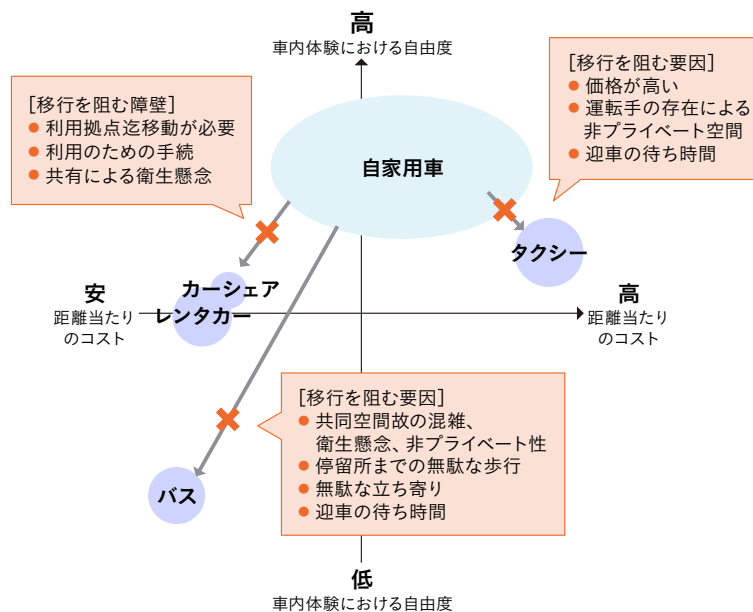 高
車内体験における自由度
[移行を阻む障壁]
● 利用拠点迄移動が必要
● 利用のための手続
● 共有による衛生懸念
[移行を阻む要因]
● 価格が高い
● 運転手の存在による
非プライベート空間
● 迎車の待ち時間
自家用車
タクシー
カーシェア
レンタカー
安
距離当たり
のコスト
高
距離当たり
のコスト
[移行を阻む要因]
● 共同空間故の混雑、
衛生懸念、非プライベート性
● 停留所までの無駄な歩行
● 無駄な立ち寄り
● 迎車の待ち時間
バス
低
車内体験における自由度